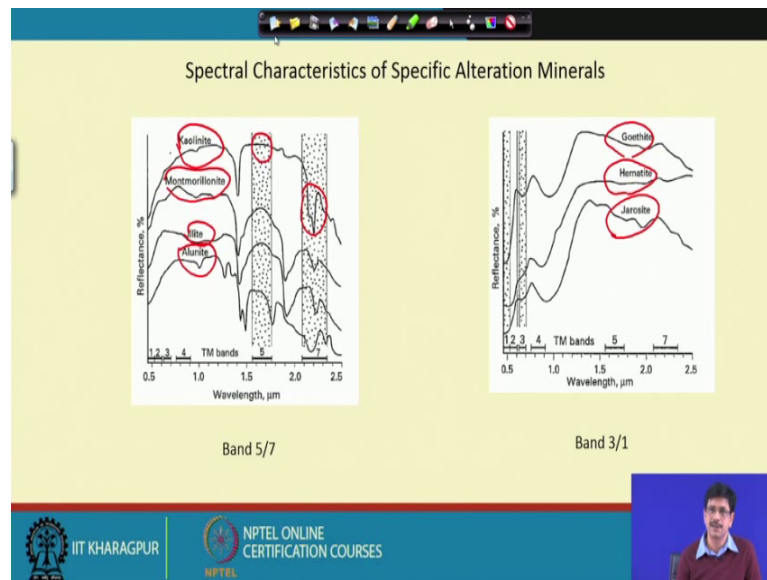 Spectral Characteristics of Specific Alteration Minerals
Kaolinite
Montmorillonite
Illite
Alunite
Reflectance, %
1 2 3 4 TM bands 5 7
0.5 1.0 1.5 2.0 2.5
Wavelength, μm
Band 5/7
Goethite
Hematite
Jarosite
Reflectance, %
1 2 3 4 TM bands 5 7
0.5 1.0 1.5 2.0 2.5
Wavelength, μm
Band 3/1
IIT KHARAGPUR
NPTEL
NPTEL ONLINE
CERTIFICATION COURSES